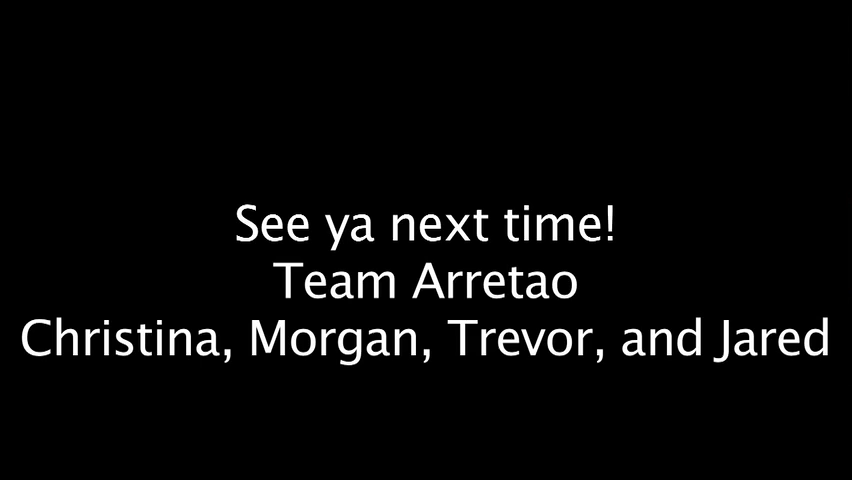 See ya next time!
Team Arretao
Christina, Morgan, Trevor, and Jared